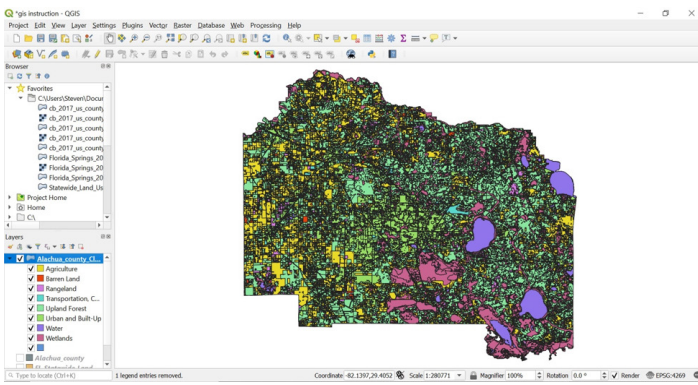 *gis instruction - QGIS
Project Edit View Layer Settings Plugins Vector Raster Database Web Processing Help
Browser
Favorites
C:\Users\Steven\Docur
cb_2017_us_county
cb_2017_us_county
cb_2017_us_county
cb_2017_us_county
Florida_Springs_20
Florida_Springs_20
Florida_Springs_20
Statewide_Land_Us
Project Home
Home
C:\
Layers
Alachua_county_Cl...
Agriculture
Barren Land
Rangeland
Transportation, C...
Upland Forest
Urban and Built-Up
Water
Wetlands
Alachua_county
Type to locate (Ctrl+K) 1 legend entries removed. Coordinate -82.1397,29.4052 Scale 1:280771 Magnifier 100% Rotation 0.0 ° Render EPSG:4269